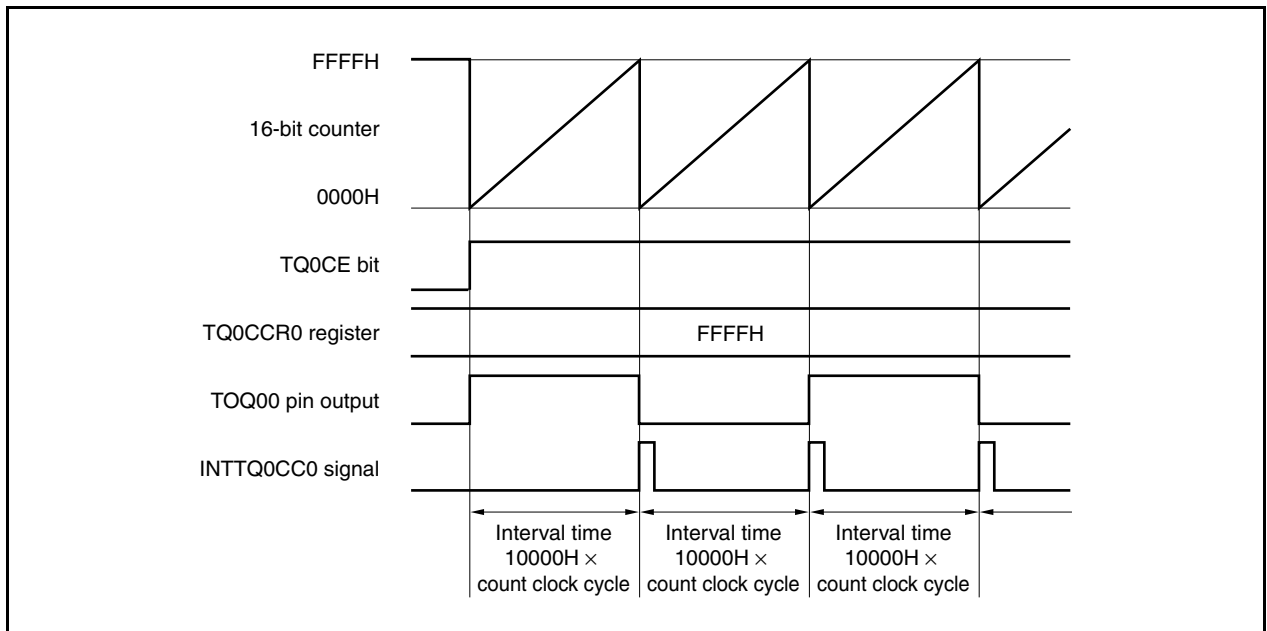 FFFFH
16-bit counter
0000H
TQ0CE bit
TQ0CCR0 register
FFFFH
TOQ00 pin output
INTTQ0CC0 signal
Interval time
10000H ×
count clock cycle
Interval time
10000H ×
count clock cycle
Interval time
10000H ×
count clock cycle